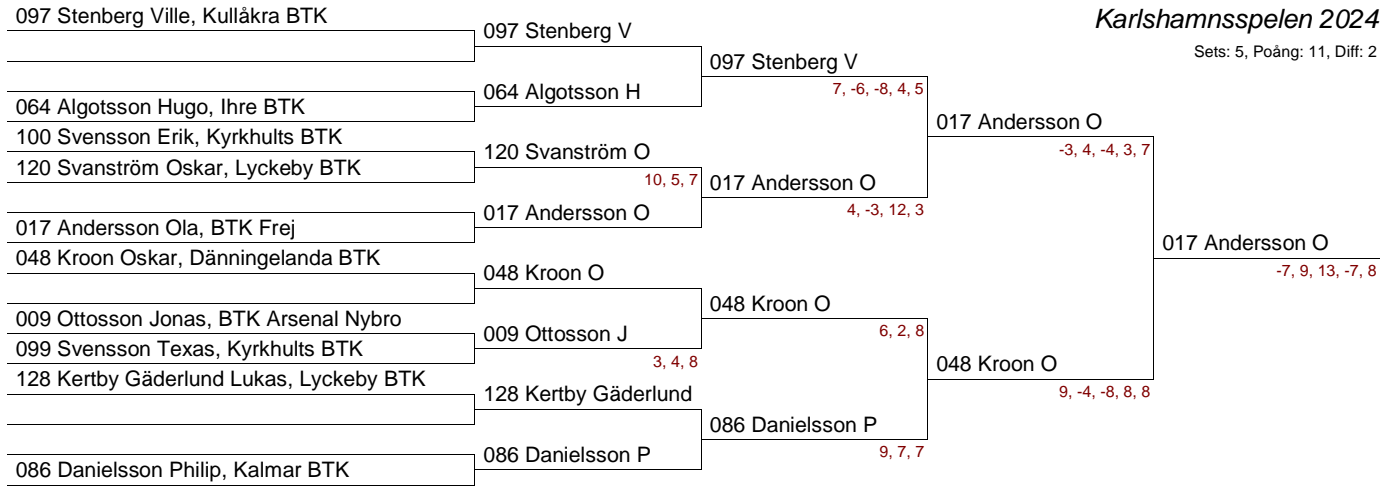 Karlshamnsspelen 2024
Sets: 5, Poång: 11, Diff: 2
097 Stenberg Ville, Kullåkra BTK
064 Algotsson Hugo, Ihre BTK
100 Svensson Erik, Kyrkhults BTK
120 Svanström Oskar, Lyckeby BTK
017 Andersson Ola, BTK Frej
048 Kroon Oskar, Dänningelanda BTK
009 Ottosson Jonas, BTK Arsenal Nybro
099 Svensson Texas, Kyrkhults BTK
128 Kertby Gäderlund Lukas, Lyckeby BTK
086 Danielsson Philip, Kalmar BTK
097 Stenberg V
064 Algotsson H
120 Svanström O
10, 5, 7
017 Andersson O
048 Kroon O
009 Ottosson J
3, 4, 8
128 Kertby Gäderlund
086 Danielsson P
097 Stenberg V
7, -6, -8, 4, 5
017 Andersson O
4, -3, 12, 3
048 Kroon O
6, 2, 8
086 Danielsson P
9, 7, 7
017 Andersson O
-3, 4, -4, 3, 7
048 Kroon O
9, -4, -8, 8, 8
017 Andersson O
-7, 9, 13, -7, 8